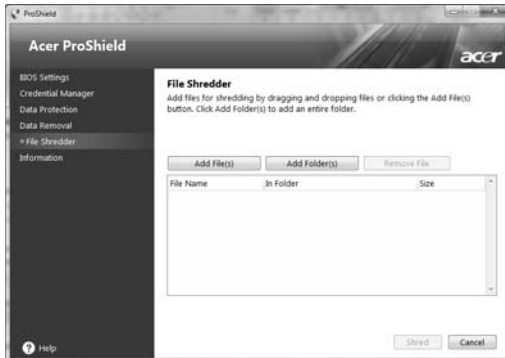 ProShield
Acer ProShield
acer
BIOS Settings
Credential Manager
Data Protection
Data Removal
File Shredder
Information
Help
File Shredder
Add files for shredding by dragging and dropping files or clicking the Add File(s)
button. Click Add Folder(s) to add an entire folder.
Add File(s)
Add Folder(s)
Remove File
File Name
In Folder
Size
Shred
Cancel